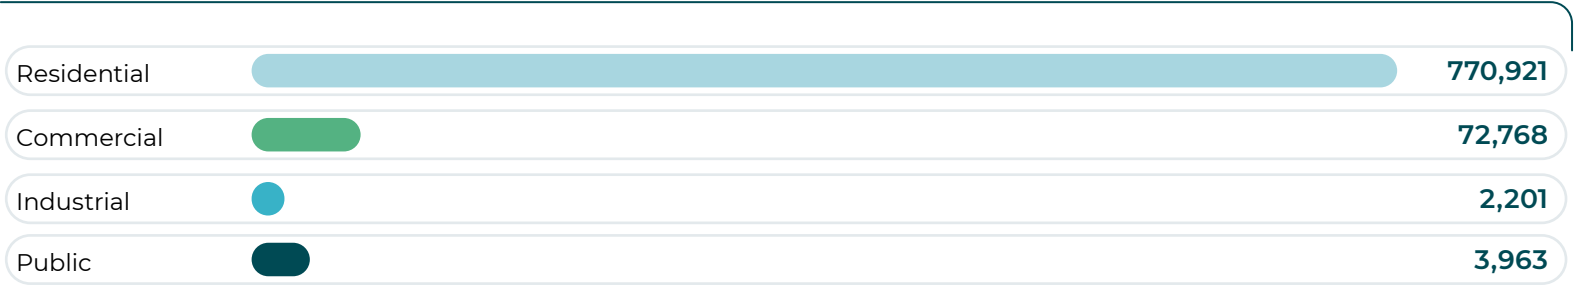 Residential 770,921
Commercial 72,768
Industrial 2,201
Public 3,963